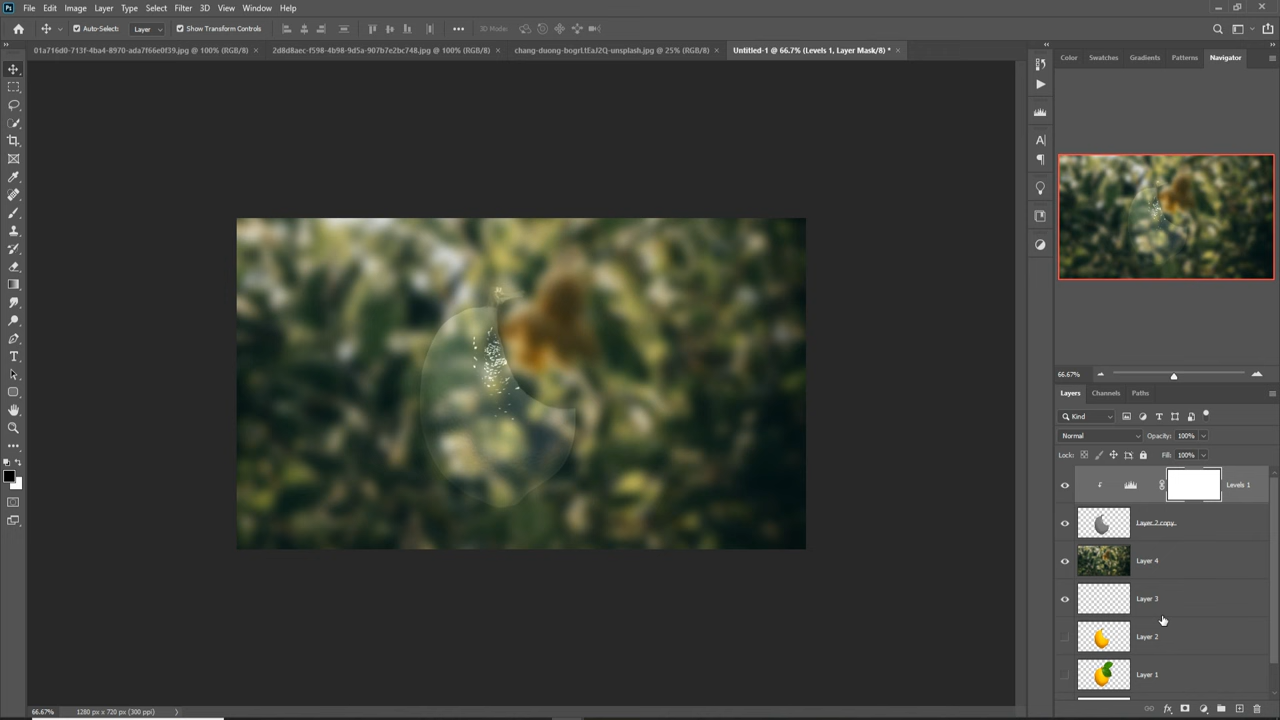 Ps File Edit Image Layer Type Select Filter 3D View Window Help
Auto-Select: Layer Show Transform Controls 3D Mode:
01a716d0-713f-4ba4-8970-ada7f66e0f39.jpg @ 100% (RGB/8) 2d8d8aec-f598-4b98-9d5a-907b7e2bc748.jpg @ 100% (RGB/8) chang-duong-bogrLtEaJ2Q-unsplash.jpg @ 25% (RGB/8) Untitled-1 @ 66.7% (Levels 1, Layer Mask/8) *
Color Swatches Gradients Patterns Navigator
66.67%
Layers Channels Paths
Kind
Normal Opacity: 100%
Lock: Fill: 100%
Levels 1
Layer 2 copy
Layer 4
Layer 3
Layer 2
Layer 1
66.67% 1280 px x 720 px (300 ppi)